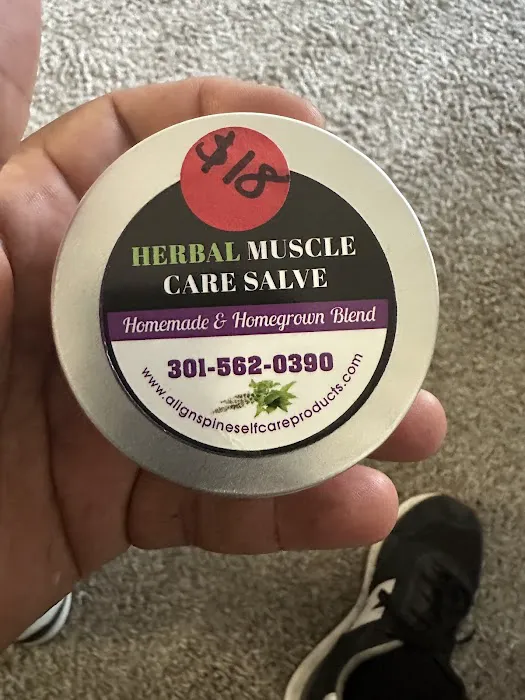 $18
HERBAL MUSCLE
CARE SALVE
Homemade & Homegrown Blend
301-562-0390
www.alignspineselfcareproducts.com